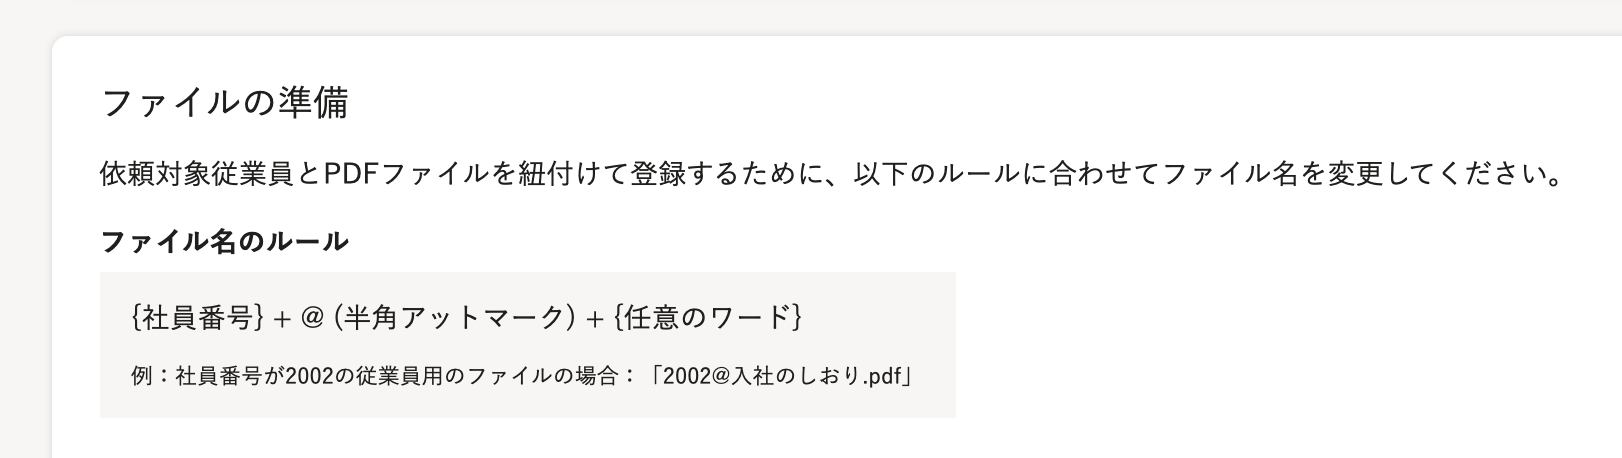 ファイルの準備
依頼対象従業員とPDFファイルを紐付けて登録するために、以下のルールに合わせてファイル名を変更してください。
ファイル名のルール
{社員番号} + @ (半角アットマーク) + {任意のワード}
例：社員番号が2002の従業員用のファイルの場合：「2002@入社のしおり.pdf」